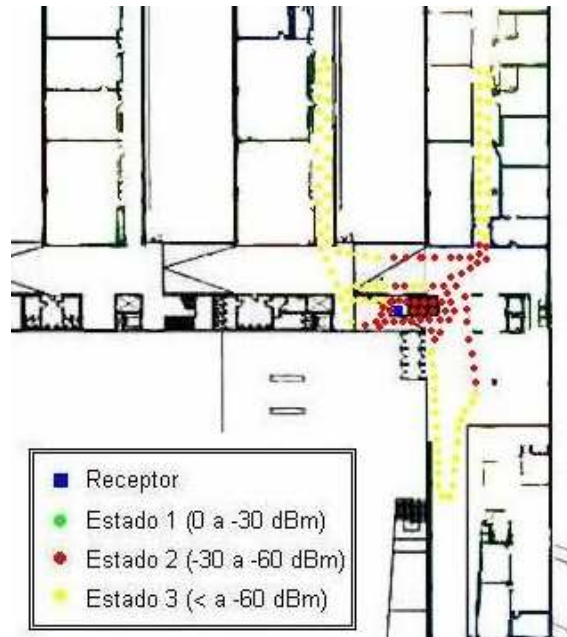 Receptor
Estado 1 (0 a -30 dBm)
Estado 2 (-30 a -60 dBm)
Estado 3 (< a -60 dBm)